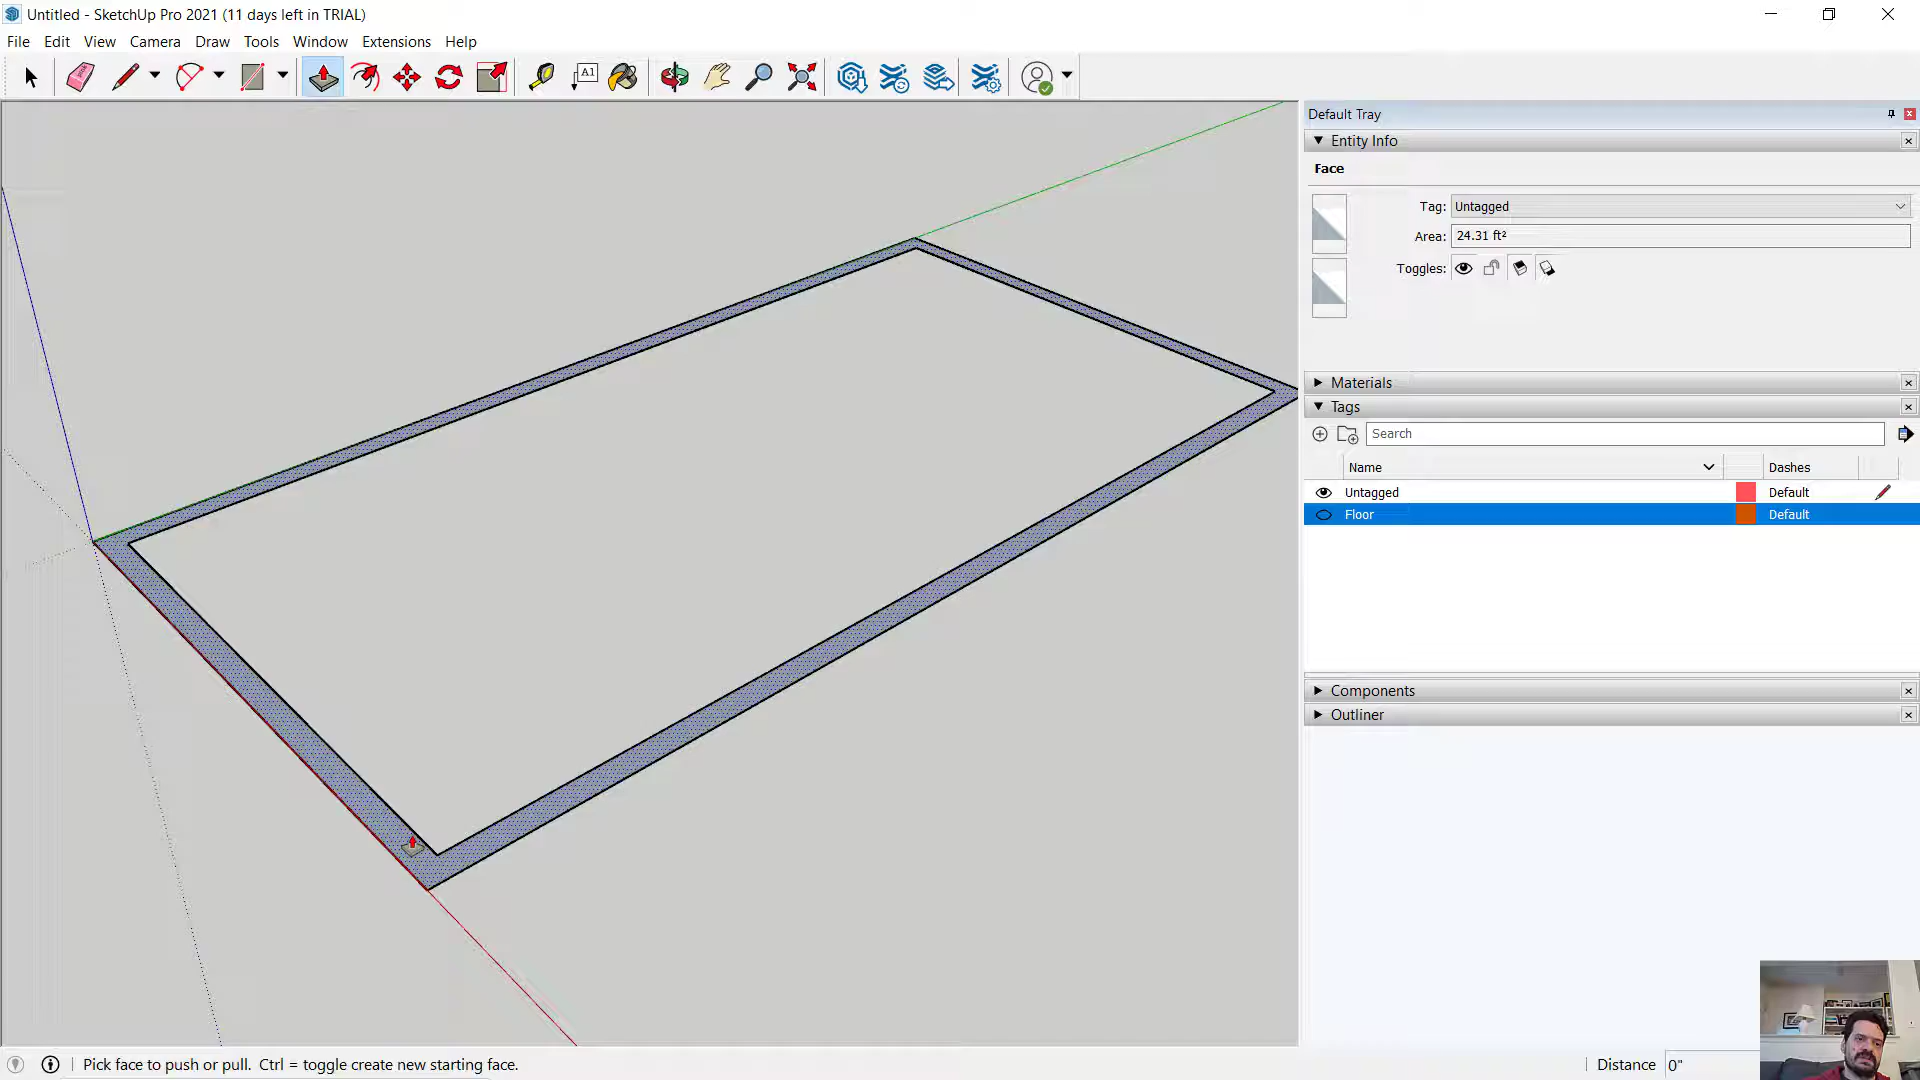 Untitled - SketchUp Pro 2021 (11 days left in TRIAL)
File Edit View Camera Draw Tools Window Extensions Help
A1
Default Tray
Entity Info
Face
Tag: Untagged
Area: 24.31 ft²
Toggles:
Materials
Tags
Search
Name Dashes
Untagged Default
Floor Default
Components
Outliner
Pick face to push or pull. Ctrl = toggle create new starting face.
Distance 0"